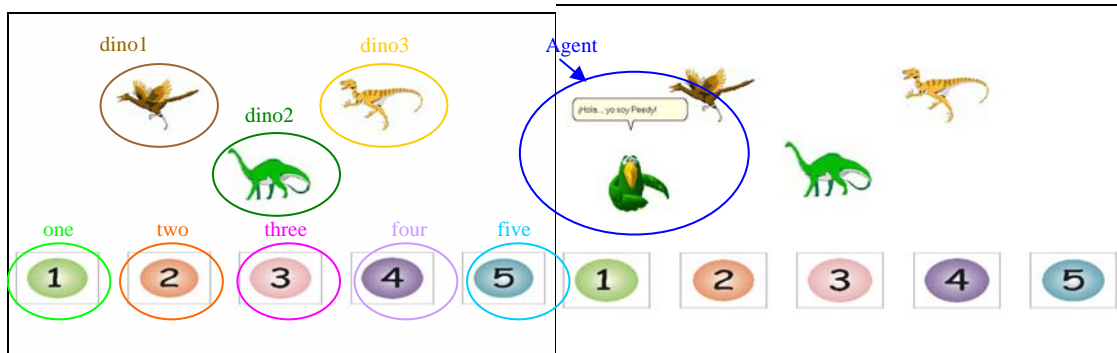 dino1
dino3
dino2
one two three four five
1 2 3 4 5
Agent
¡Hola... yo soy Peedy!
1 2 3 4 5